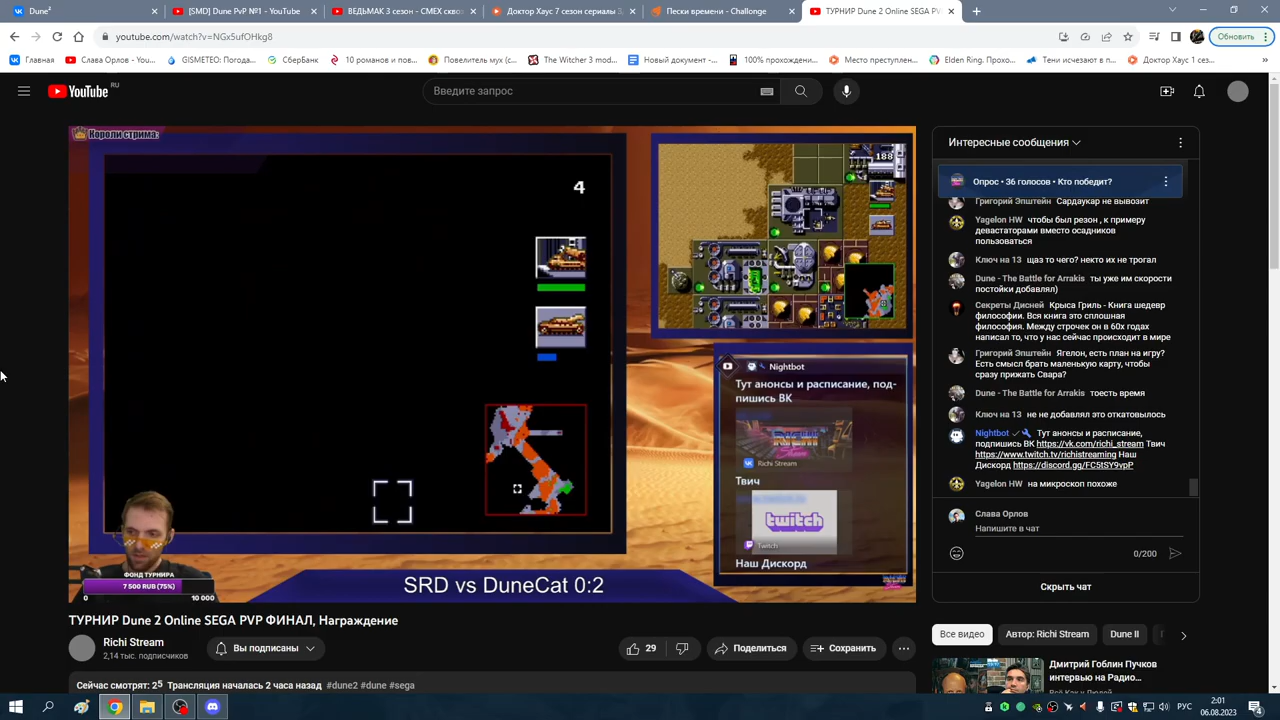 Dune²
[SMD] Dune PvP №1 - YouTube
ВЕДЬМАК 3 сезон - СМЕХ сквоз
Доктор Хаус 7 сезон сериалы
Пески времени - Challonge
ТУРНИР Dune 2 Online SEGA PV
youtube.com/watch?v=NGx5ufOHkg8
Обновить
Главная
Слава Орлов - You...
GISMETEO: Погода...
СберБанк
10 романов и пов...
Повелитель мух (с...
The Witcher 3 mod...
Новый документ -...
100% прохождени...
Место преступлен...
Elden Ring. Прохо...
Тени исчезают в п...
Доктор Хаус 1 сез...
YouTube RU
Введите запрос
Короли стрима:
4
188
Nightbot
Тут анонсы и расписание, под-
пишись ВК
RICHI
Richi Stream
Твич
twitch
Twitch
Наш Дискорд
ФОНД ТУРНИРА
7 500 RUB (75%)
0
10 000
SRD vs DuneCat 0:2
Интересные сообщения
Опрос • 36 голосов • Кто победит?
Григорий Эпштейн Сардаукар не вывозит
Yagelon HW чтобы был резон , к примеру
девастаторами вместо осадников
пользоваться
Ключ на 13 щаз то чего? некто их не трогал
Dune - The Battle for Arrakis ты уже им скорости
постойки добавлял)
Секреты Дисней Крыса Гриль - Книга шедевр
философии. Вся книга это сплошная
философия. Между строчек он в 60х годах
написал то, что у нас сейчас происходит в мире
Григорий Эпштейн Ягелон, есть план на игру?
Есть смысл брать маленькую карту, чтобы
сразу прижать Свара?
Dune - The Battle for Arrakis тоесть время
Ключ на 13 не не добавлял это откатовылось
Nightbot Тут анонсы и расписание,
подпишись ВК https://vk.com/richi_stream Твич
https://www.twitch.tv/richistreaming Наш
Дискорд https://discord.gg/FC5tSY9vpP
Yagelon HW на микроскоп похоже
Слава Орлов
Напишите в чат
0/200
Скрыть чат
ТУРНИР Dune 2 Online SEGA PVP ФИНАЛ, Награждение
Richi Stream
2,14 тыс. подписчиков
Вы подписаны
29
Поделиться
Сохранить
Сейчас смотрят: 2 Трансляция началась 2 часа назад #dune2 #dune #sega
Все видео
Автор: Richi Stream
Dune II
Дмитрий Гоблин Пучков
интервью на Радио...
РУС
2:01
06.08.2023
4